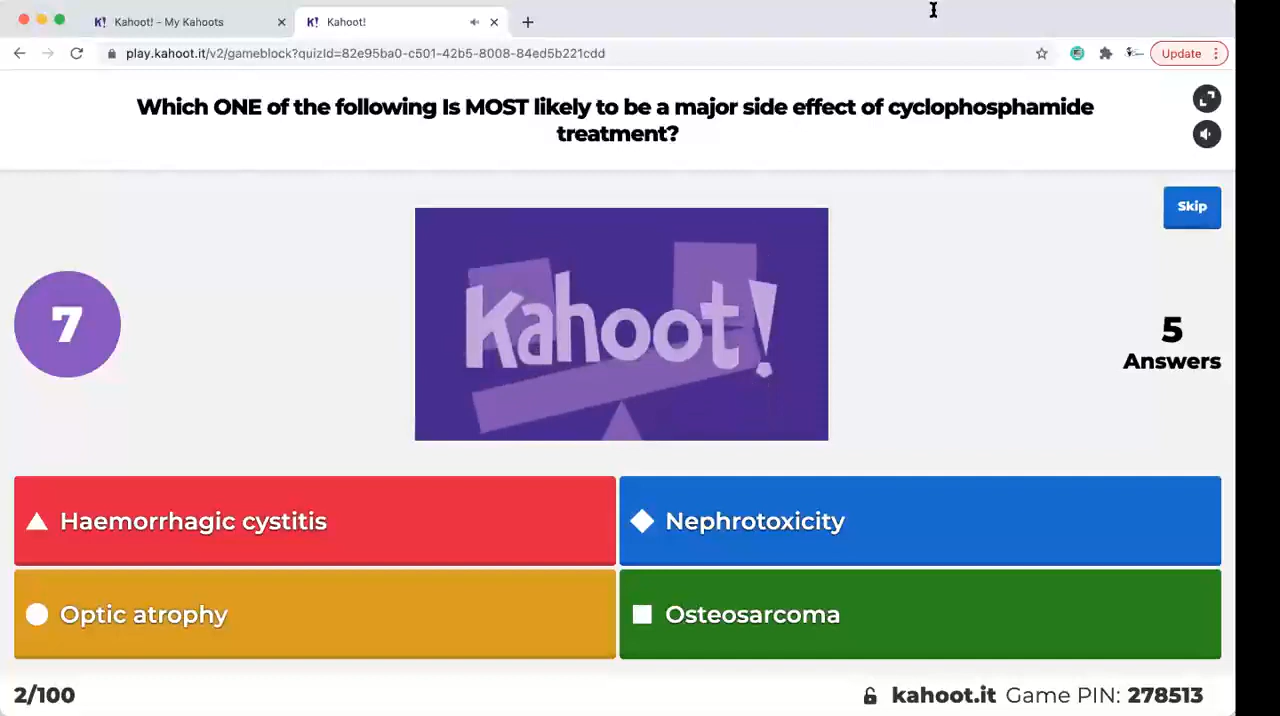 Kahoot! - My Kahoots
Kahoot!
play.kahoot.it/v2/gameblock?quizId=82e95ba0-c501-42b5-8008-84ed5b221cdd
Update
Which ONE of the following Is MOST likely to be a major side effect of cyclophosphamide
treatment?
Skip
7
Kahoot!
5
Answers
Haemorrhagic cystitis
Nephrotoxicity
Optic atrophy
Osteosarcoma
2/100
kahoot.it Game PIN: 278513